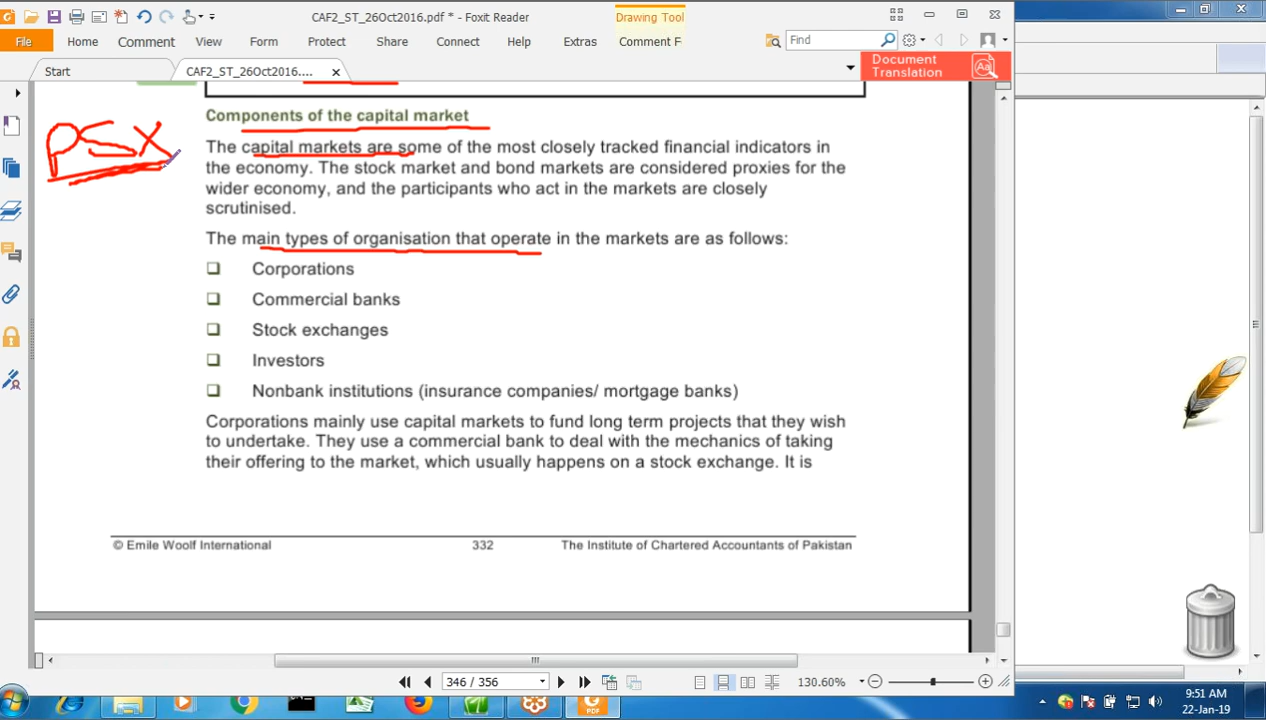 CAF2_ST_26Oct2016.pdf * - Foxit Reader
Drawing Tool
File Home Comment View Form Protect Share Connect Help Extras Comment F
Find
Start
CAF2_ST_26Oct2016....
Document
Translation
PSX
Components of the capital market
The capital markets are some of the most closely tracked financial indicators in
the economy. The stock market and bond markets are considered proxies for the
wider economy, and the participants who act in the markets are closely
scrutinised.
The main types of organisation that operate in the markets are as follows:
❑ Corporations
❑ Commercial banks
❑ Stock exchanges
❑ Investors
❑ Nonbank institutions (insurance companies/ mortgage banks)
Corporations mainly use capital markets to fund long term projects that they wish
to undertake. They use a commercial bank to deal with the mechanics of taking
their offering to the market, which usually happens on a stock exchange. It is
© Emile Woolf International 332 The Institute of Chartered Accountants of Pakistan
346 / 356
130.60%
PDF
9:51 AM
22-Jan-19